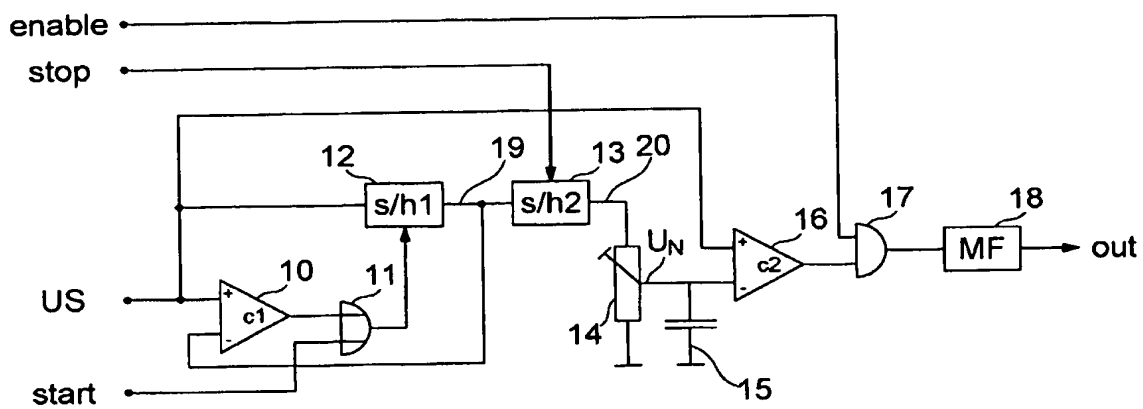 enable
stop
12
19
13
20
s/h1
s/h2
16
17
18
10
11
U_N
+
-
c2
MF
out
US
+
-
c1
14
15
start